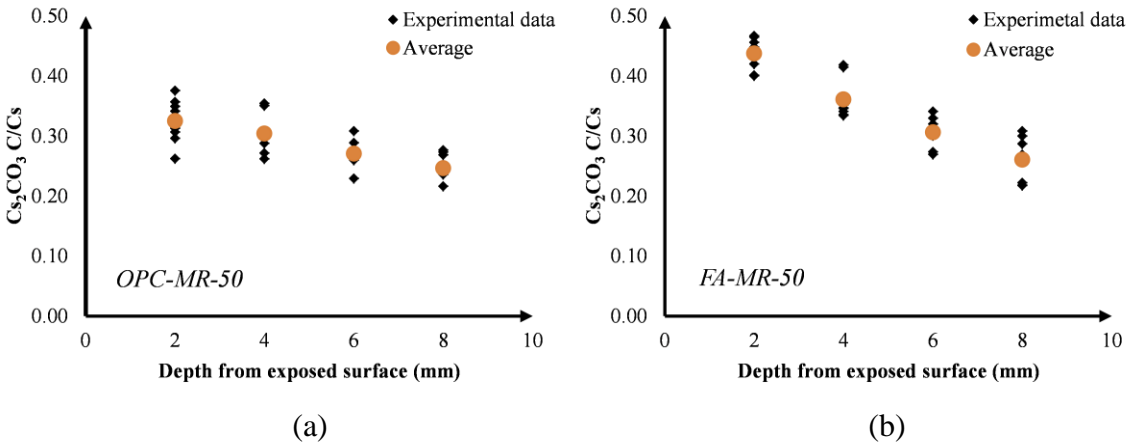 0.50
0.40
0.30
0.20
0.10
0.00
Cs₂CO₃ C/Cs
Experimental data
Average
OPC-MR-50
0 2 4 6 8 10
Depth from exposed surface (mm)
(a)
0.50
0.40
0.30
0.20
0.10
0.00
Cs₂CO₃ C/Cs
Experimetal data
Average
FA-MR-50
0 2 4 6 8 10
Depth from exposed surface (mm)
(b)